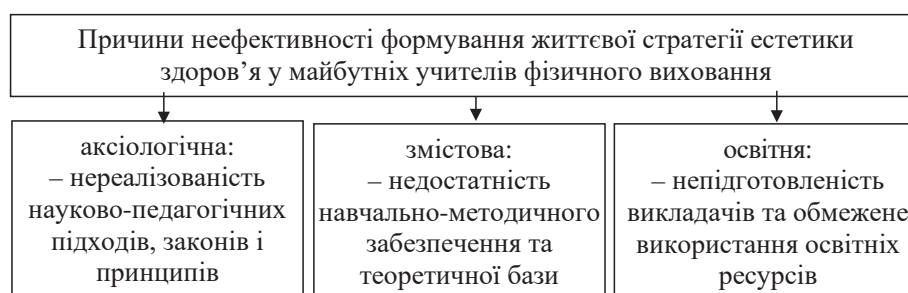 Причини неефективності формування життєвої стратегії естетики
здоров’я у майбутніх учителів фізичного виховання
аксіологічна:
– нереалізованість
науково-педагогічних
підходів, законів і
принципів
змістова:
– недостатність
навчально-методичного
забезпечення та
теоретичної бази
освітня:
– непідготовленість
викладачів та обмежене
використання освітніх
ресурсів